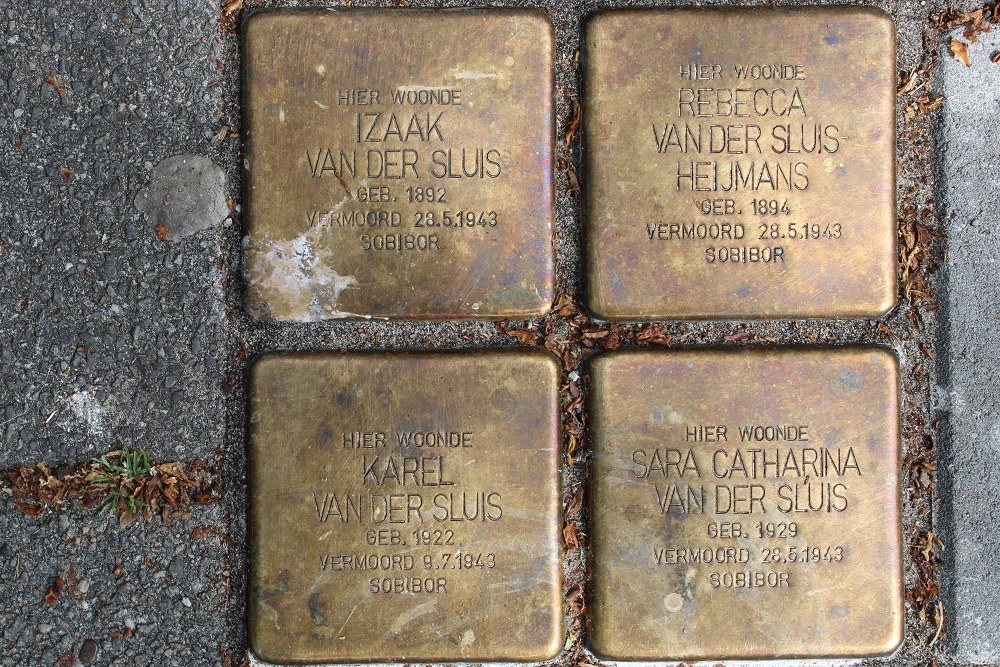 HIER WOONDE
IZAAK
VAN DER SLUIS
GEB. 1892
VERMOORD 28.5.1943
SOBIBOR
HIER WOONDE
REBECCA
VAN DER SLUIS-
HEIJMANS
GEB. 1894
VERMOORD 28.5.1943
SOBIBOR
HIER WOONDE
KAREL
VAN DER SLUIS
GEB. 1922
VERMOORD 9.7.1943
SOBIBOR
HIER WOONDE
SARA CATHARINA
VAN DER SLUIS
GEB. 1929
VERMOORD 28.5.1943
SOBIBOR